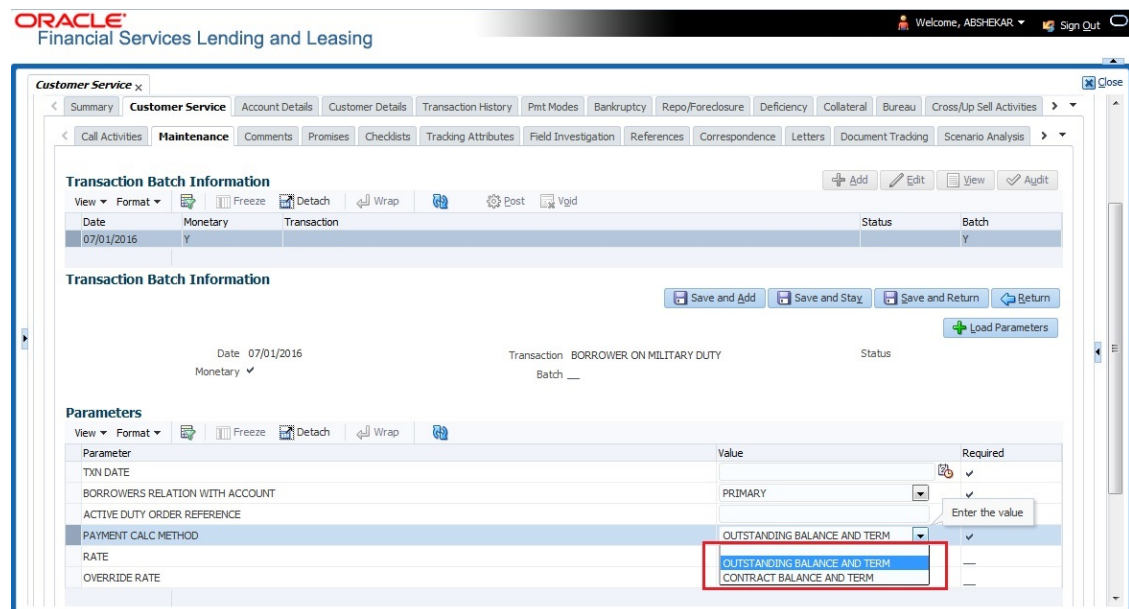 ORACLE
Financial Services Lending and Leasing
Welcome, ABSHEKAR
Sign Out
Customer Service x
Close
Summary Customer Service Account Details Customer Details Transaction History Pmt Modes Bankruptcy Repo/Foreclosure Deficiency Collateral Bureau Cross/Up Sell Activities
Call Activities Maintenance Comments Promises Checklists Tracking Attributes Field Investigation References Correspondence Letters Document Tracking Scenario Analysis
Transaction Batch Information
Add Edit View Audit
View Format Freeze Detach Wrap Post Void
Date Monetary Transaction Status Batch
07/01/2016 Y Y
Transaction Batch Information
Save and Add Save and Stay Save and Return Return
Load Parameters
Date 07/01/2016 Transaction BORROWER ON MILITARY DUTY Status
Monetary Batch
Parameters
View Format Freeze Detach Wrap
Parameter Value Required
TXN DATE
BORROWERS RELATION WITH ACCOUNT PRIMARY
ACTIVE DUTY ORDER REFERENCE Enter the value
PAYMENT CALC METHOD OUTSTANDING BALANCE AND TERM
RATE OUTSTANDING BALANCE AND TERM
OVERRIDE RATE CONTRACT BALANCE AND TERM